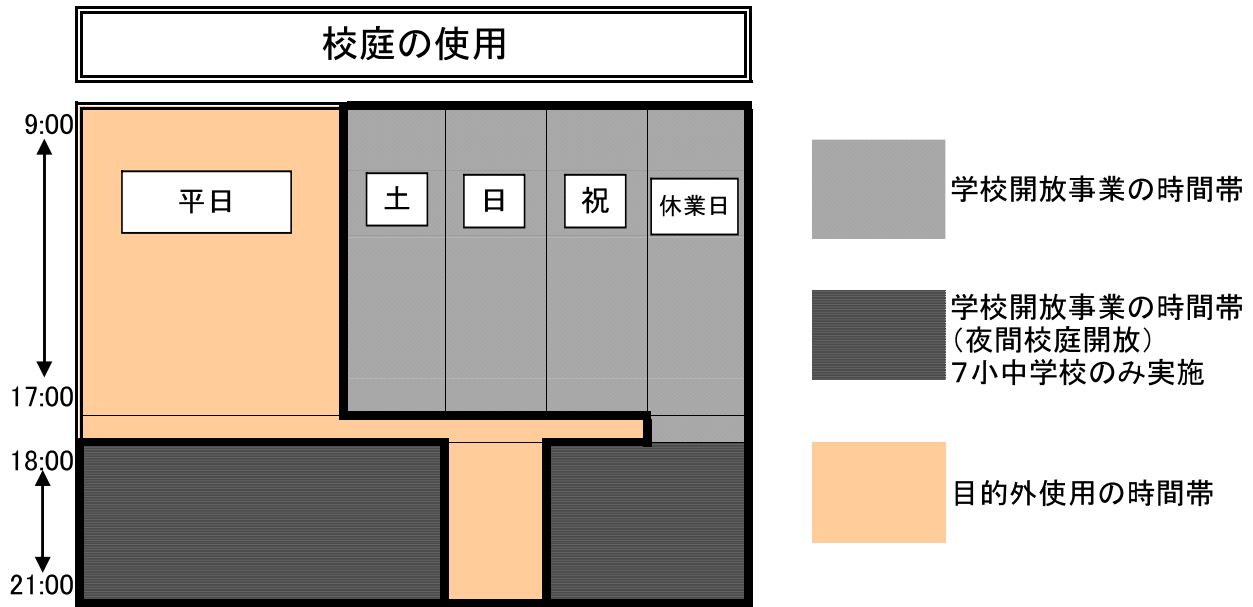 校庭の使用
9:00
17:00
18:00
21:00
平日
土
日
祝
休業日
学校開放事業の時間帯
学校開放事業の時間帯
（夜間校庭開放）
7小中学校のみ実施
目的外使用の時間帯